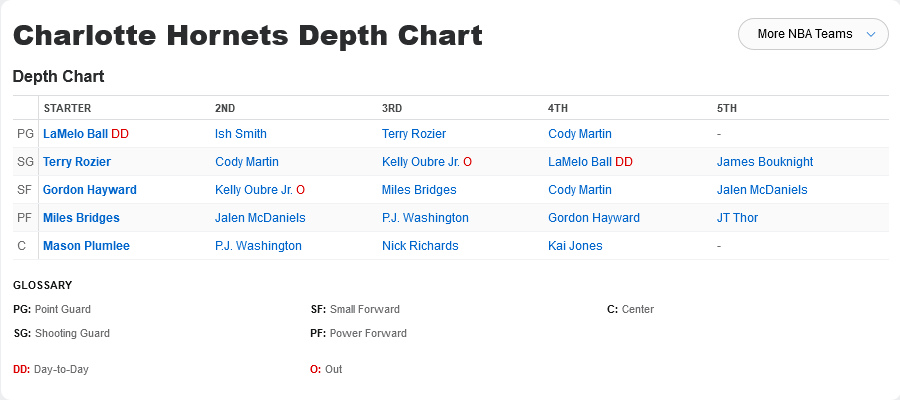 Charlotte Hornets Depth Chart
More NBA Teams
Depth Chart
STARTER 2ND 3RD 4TH 5TH
PG LaMelo Ball DD Ish Smith Terry Rozier Cody Martin -
SG Terry Rozier Cody Martin Kelly Oubre Jr. O LaMelo Ball DD James Bouknight
SF Gordon Hayward Kelly Oubre Jr. O Miles Bridges Cody Martin Jalen McDaniels
PF Miles Bridges Jalen McDaniels P.J. Washington Gordon Hayward JT Thor
C Mason Plumlee P.J. Washington Nick Richards Kai Jones -
GLOSSARY
PG: Point Guard SF: Small Forward C: Center
SG: Shooting Guard PF: Power Forward
DD: Day-to-Day O: Out